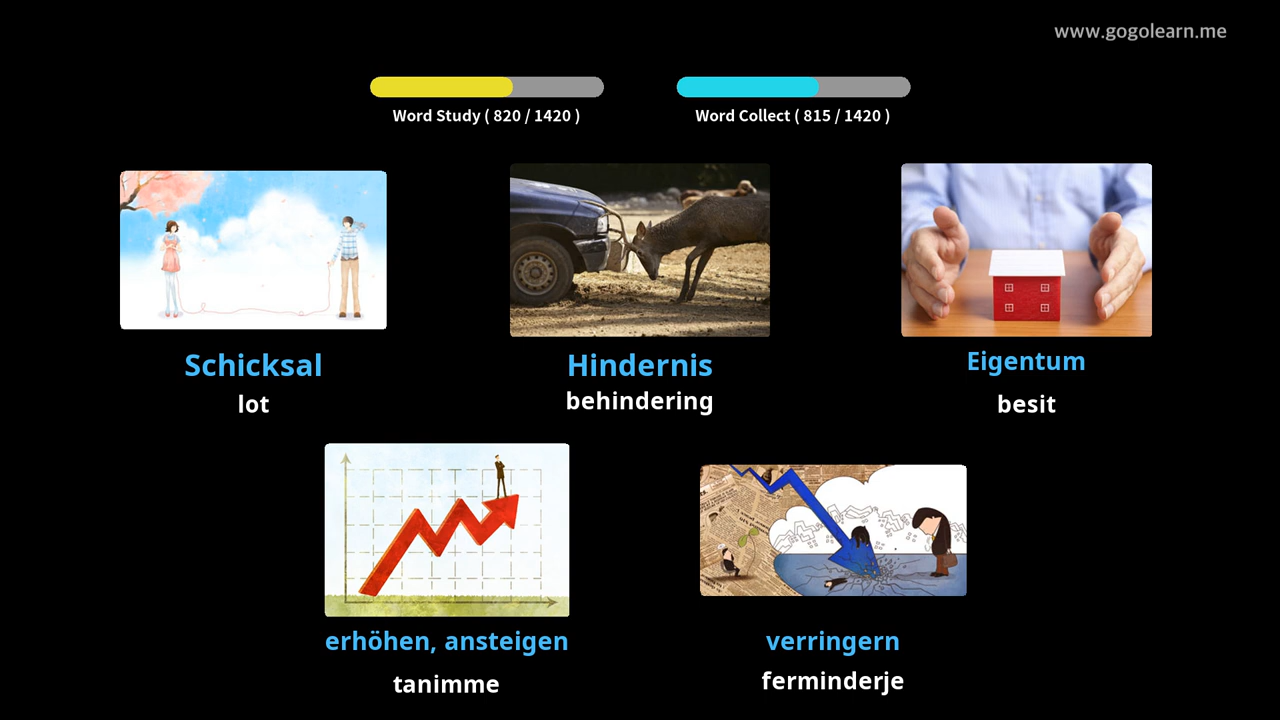 www.gogolearn.me
Word Study ( 820 / 1420 )
Word Collect ( 815 / 1420 )
Schicksal
lot
Hindernis
behindering
Eigentum
besit
erhöhen, ansteigen
tanimme
verringern
ferminderje